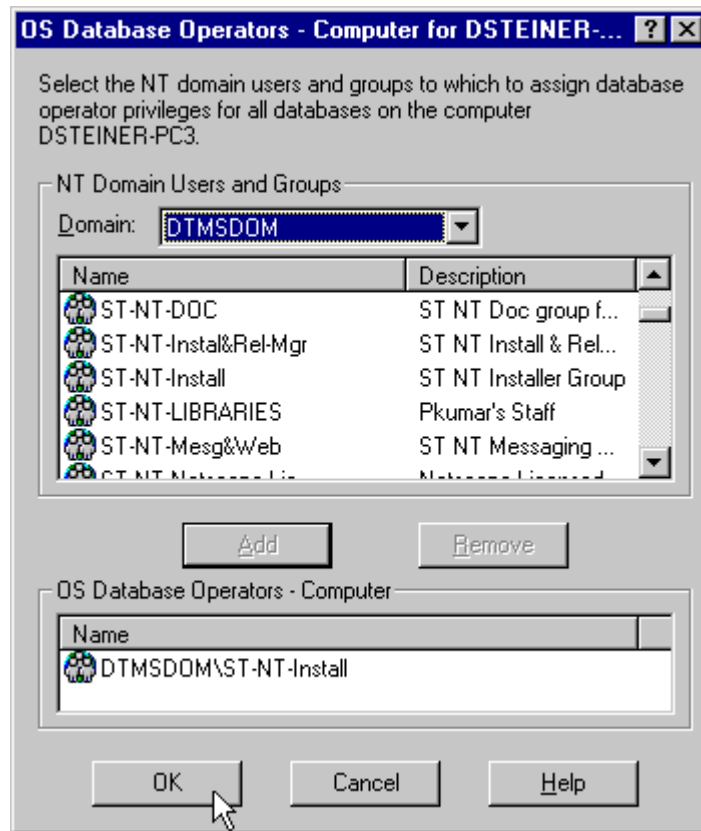 OS Database Operators - Computer for DSTEINER-...
Select the NT domain users and groups to which to assign database
operator privileges for all databases on the computer
DSTEINER-PC3.
NT Domain Users and Groups
Domain: DTMSDOM
Name Description
ST-NT-DOC ST NT Doc group f...
ST-NT-Instal&Rel-Mgr ST NT Install & Rel...
ST-NT-Install ST NT Installer Group
ST-NT-LIBRARIES Pkumar's Staff
ST-NT-Mesg&Web ST NT Messaging ...
Add Remove
OS Database Operators - Computer
Name
DTMSDOM\ST-NT-Install
OK Cancel Help